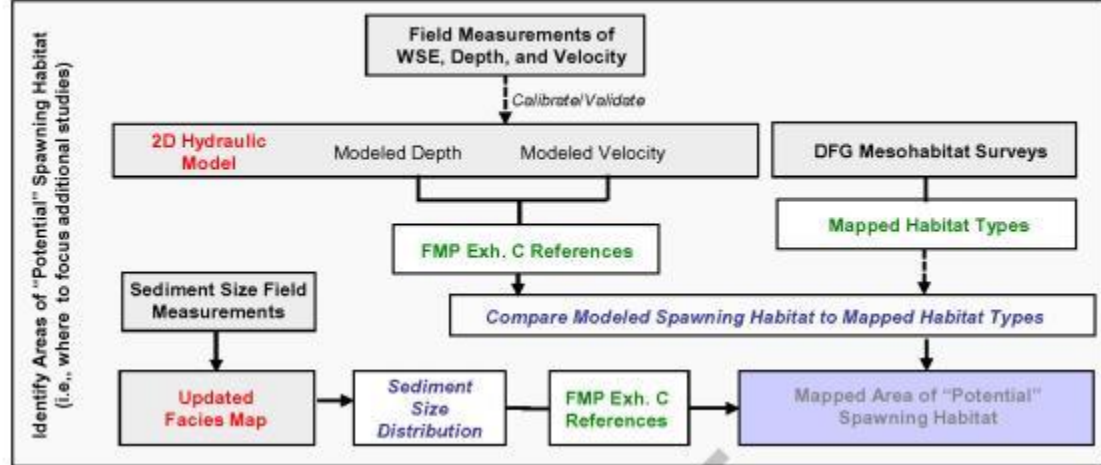 Identify Areas of "Potential" Spawning Habitat
(i.e., where to focus additional studies)
Field Measurements of
WSE, Depth, and Velocity
Calibrate/Validate
2D Hydraulic
Model
Modeled Depth
Modeled Velocity
DFG Mesohabitat Surveys
Mapped Habitat Types
FMP Exh. C References
Sediment Size Field
Measurements
Compare Modeled Spawning Habitat to Mapped Habitat Types
Updated
Facies Map
Sediment
Size
Distribution
FMP Exh. C
References
Mapped Area of "Potential"
Spawning Habitat